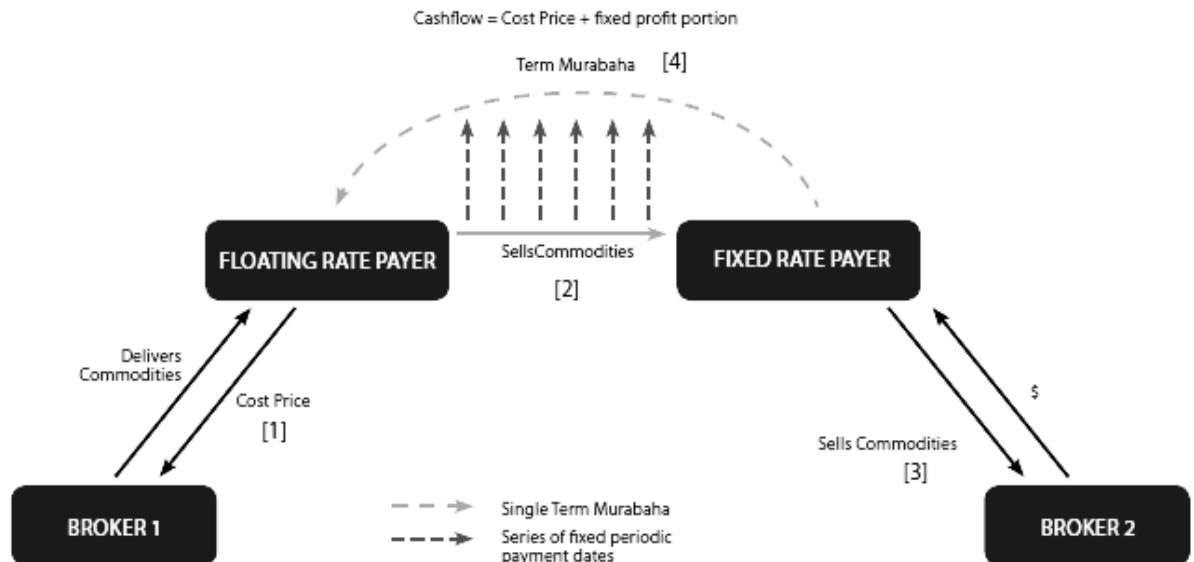 Cashflow = Cost Price + fixed profit portion
Term Murabaha [4]
FLOATING RATE PAYER
SellsCommodities
[2]
FIXED RATE PAYER
Delivers
Commodities
Cost Price
[1]
$
Sells Commodities
[3]
BROKER 1
Single Term Murabaha
Series of fixed periodic
payment dates
BROKER 2